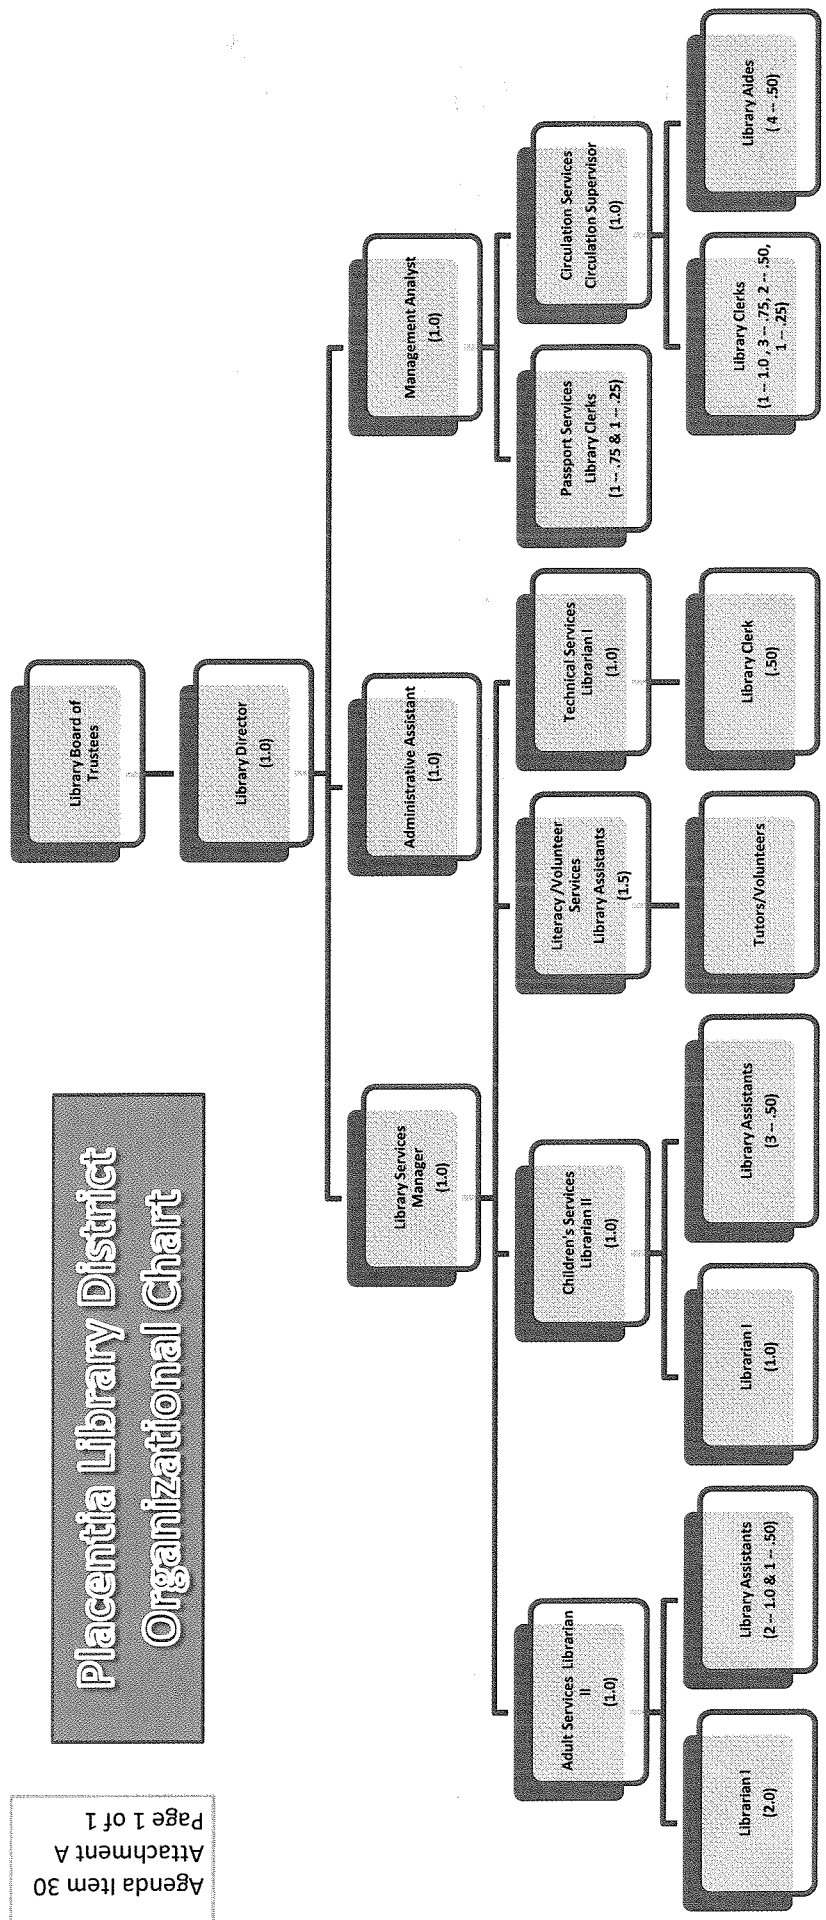 Agenda Item 30
Attachment A
Page 1 of 1
Placentia Library District
Organizational Chart
Library Board of
Trustees
Library Director
(1.0)
Library Services
Manager
(1.0)
Administrative Assistant
(1.0)
Management Analyst
(1.0)
Adult Services Librarian
II
(1.0)
Children's Services
Librarian II
(1.0)
Literacy /Volunteer
Services
Library Assistants
(1.5)
Technical Services
Librarian I
(1.0)
Passport Services
Library Clerks
(1 -- .75 & 1 -- .25)
Circulation Services
Circulation Supervisor
(1.0)
Librarian I
(2.0)
Library Assistants
(2 -- 1.0 & 1 -- .50)
Librarian I
(1.0)
Library Assistants
(3 -- .50)
Tutors/Volunteers
Library Clerk
(.50)
Library Clerks
(1 -- 1.0 , 3 -- .75, 2 -- .50,
1 -- .25)
Library Aides
( 4 -- .50)